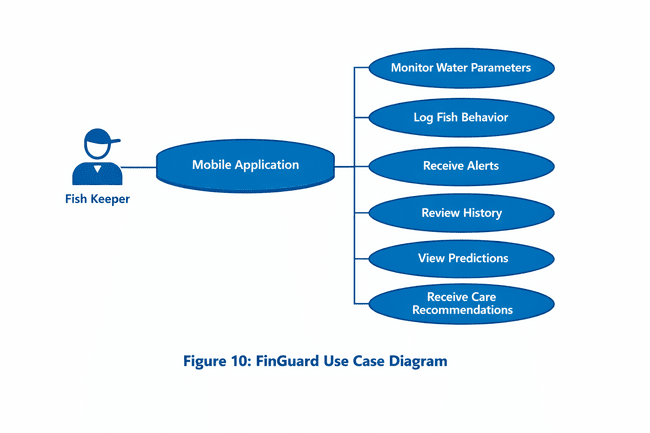 Monitor Water Parameters
Log Fish Behavior
Mobile Application
Receive Alerts
Fish Keeper
Review History
View Predictions
Receive Care
Recommendations
Figure 10: FinGuard Use Case Diagram